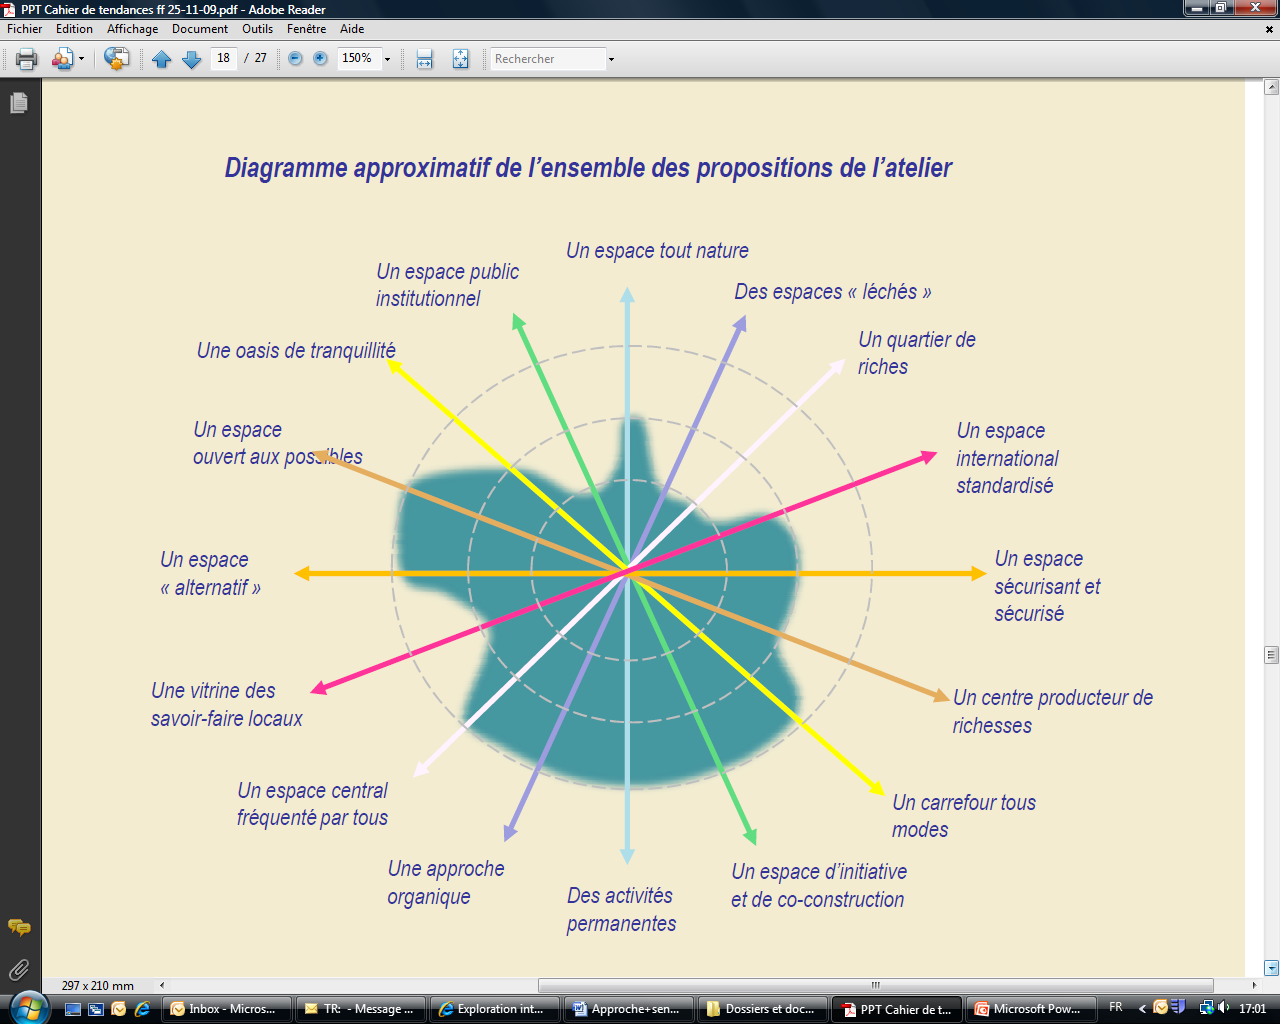 PPT Cahier de tendances ff 25-11-09.pdf - Adobe Reader
Fichier Edition Affichage Document Outils Fenêtre Aide
18 / 27 150% Rechercher
Diagramme approximatif de l’ensemble des propositions de l’atelier
Un espace tout nature
Un espace public
institutionnel
Des espaces « léchés »
Un quartier de
riches
Une oasis de tranquillité
Un espace
ouvert aux possibles
Un espace
international
standardisé
Un espace
« alternatif »
Un espace
sécurisant et
sécurisé
Une vitrine des
savoir-faire locaux
Un centre producteur de
richesses
Un espace central
fréquenté par tous
Un carrefour tous
modes
Une approche
organique
Des activités
permanentes
Un espace d’initiative
et de co-construction
297 x 210 mm
Inbox - Micros... TR: - Message ... Exploration int... Approche+sen... Dossiers et doc... PPT Cahier de t... Microsoft Pow... FR 17:01